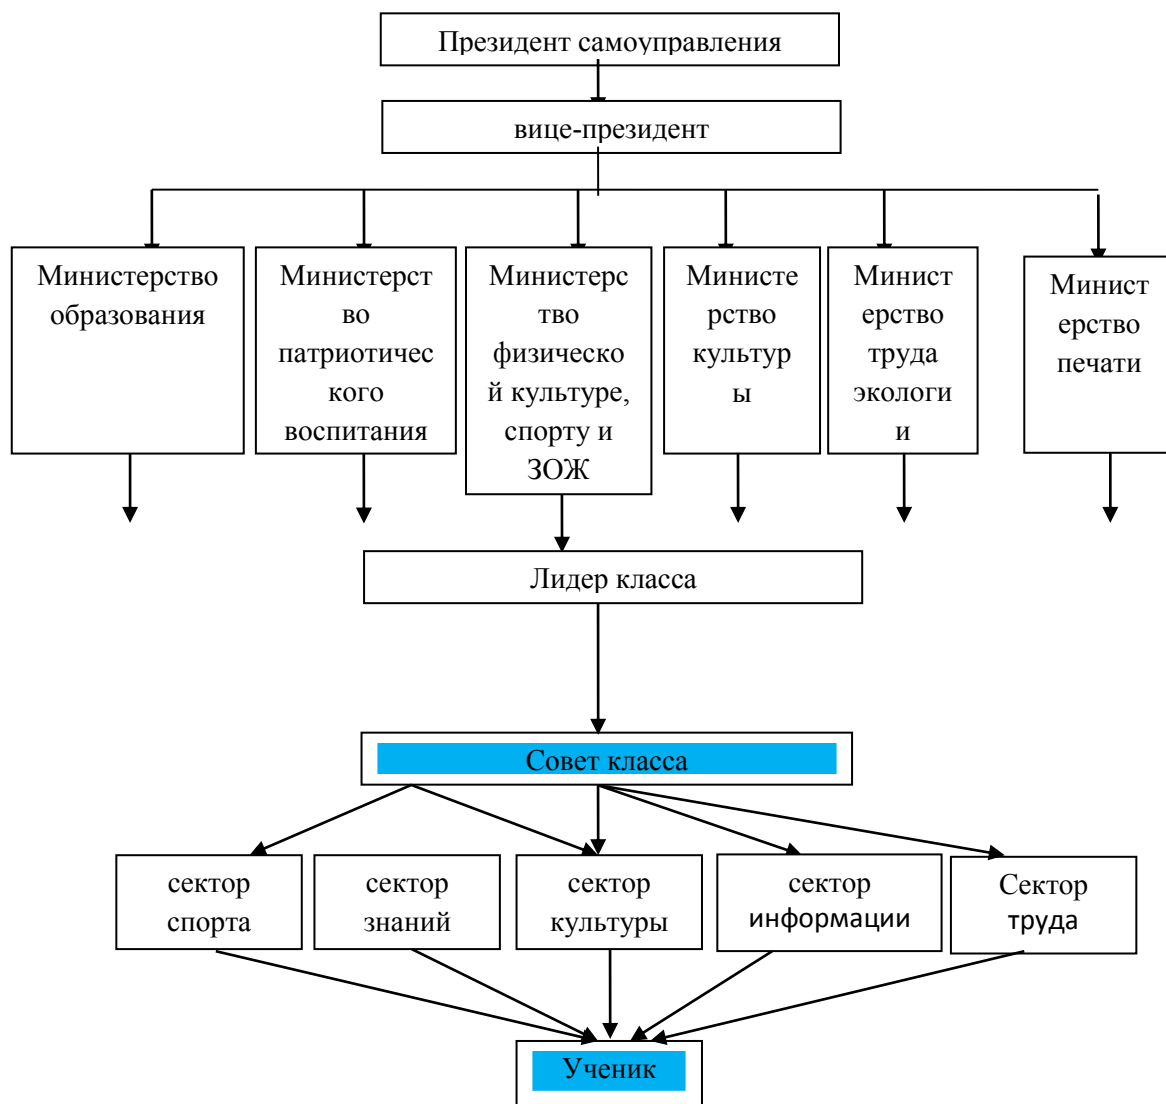 Президент самоуправления
вице-президент
Министерство
образования
Министерст
во
патриотичес
кого
воспитания
Министерс
тво
физическо
й культуре,
спорту и
ЗОЖ
Министе
рство
культур
ы
Минист
ерство
труда
экологи
и
Минист
ерство
печати
Лидер класса
Совет класса
сектор
спорта
сектор
знаний
сектор
культуры
сектор
информации
Сектор
труда
Ученик